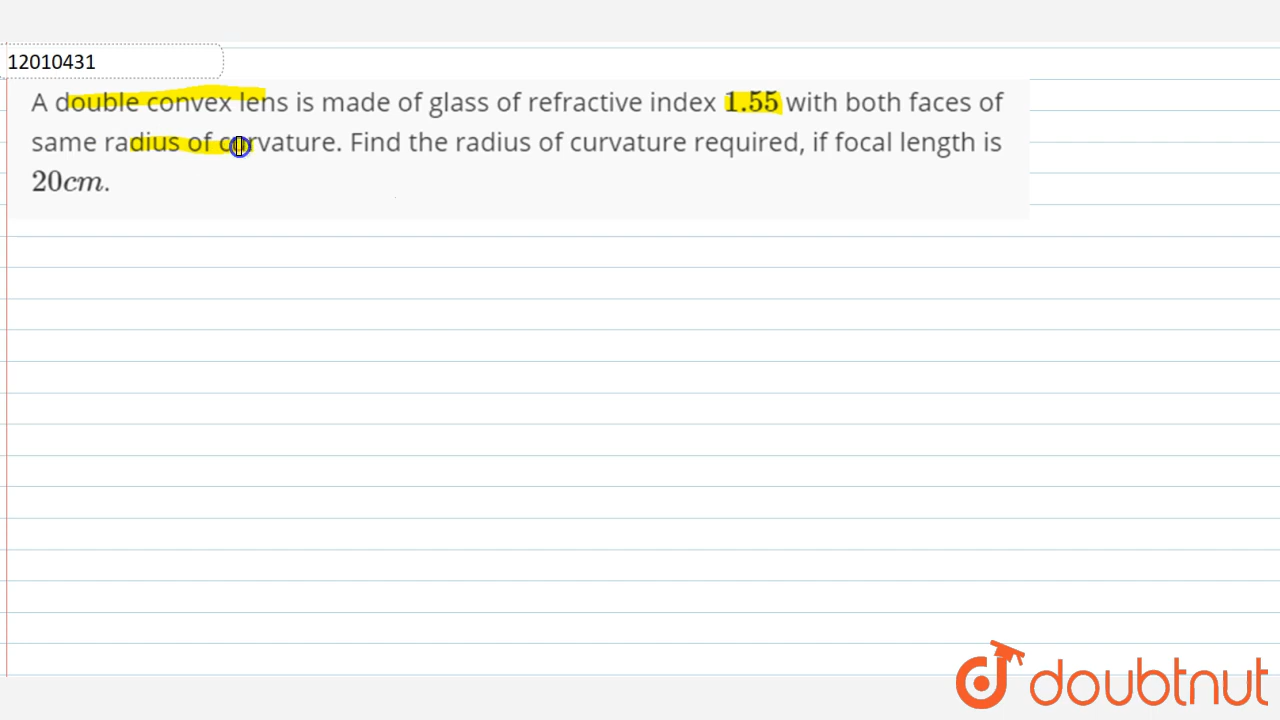 12010431
A double convex lens is made of glass of refractive index 1.55 with both faces of
same radius of curvature. Find the radius of curvature required, if focal length is
20cm.
doubtnut